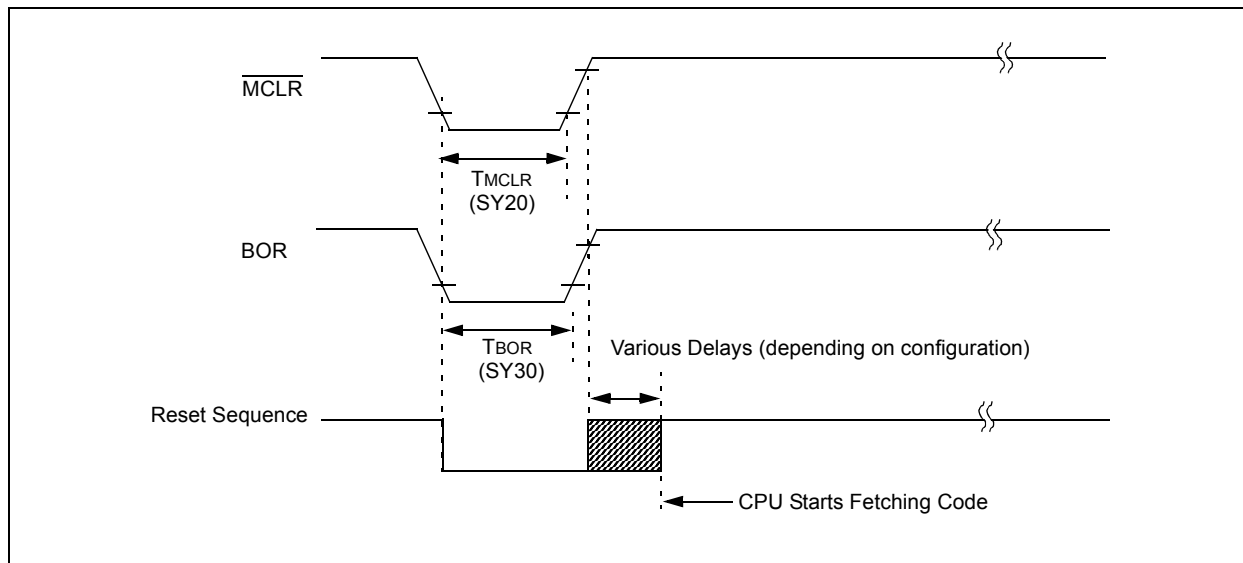 MCLR
TMCLR
(SY20)
BOR
TBOR
(SY30)
Various Delays (depending on configuration)
Reset Sequence
CPU Starts Fetching Code